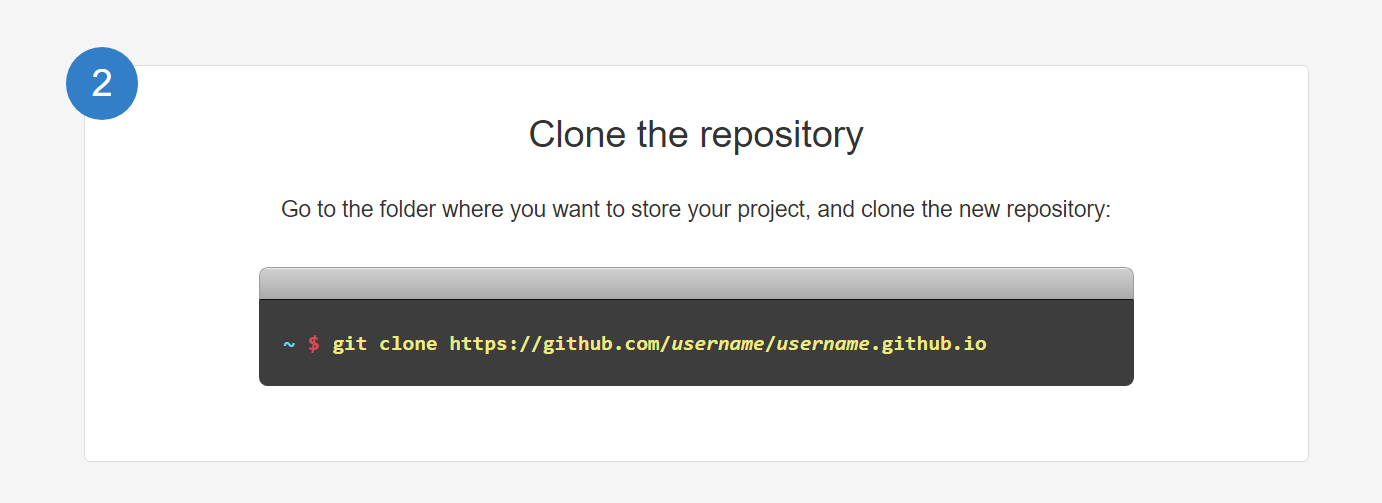 2
Clone the repository
Go to the folder where you want to store your project, and clone the new repository:
~ $ git clone https://github.com/username/username.github.io